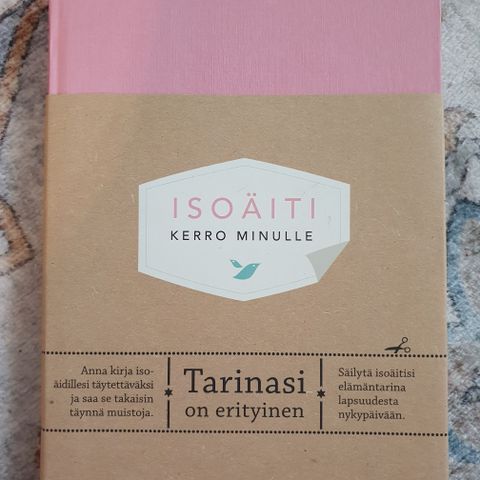 ISOÄITI
KERRO MINULLE
Anna kirja iso-
äidillesi täytettäväksi
ja saa se takaisin
täynnä muistoja.
Tarinasi
on erityinen
Säilytä isoäitisi
elämäntarina
lapsuudesta
nykypäivään.